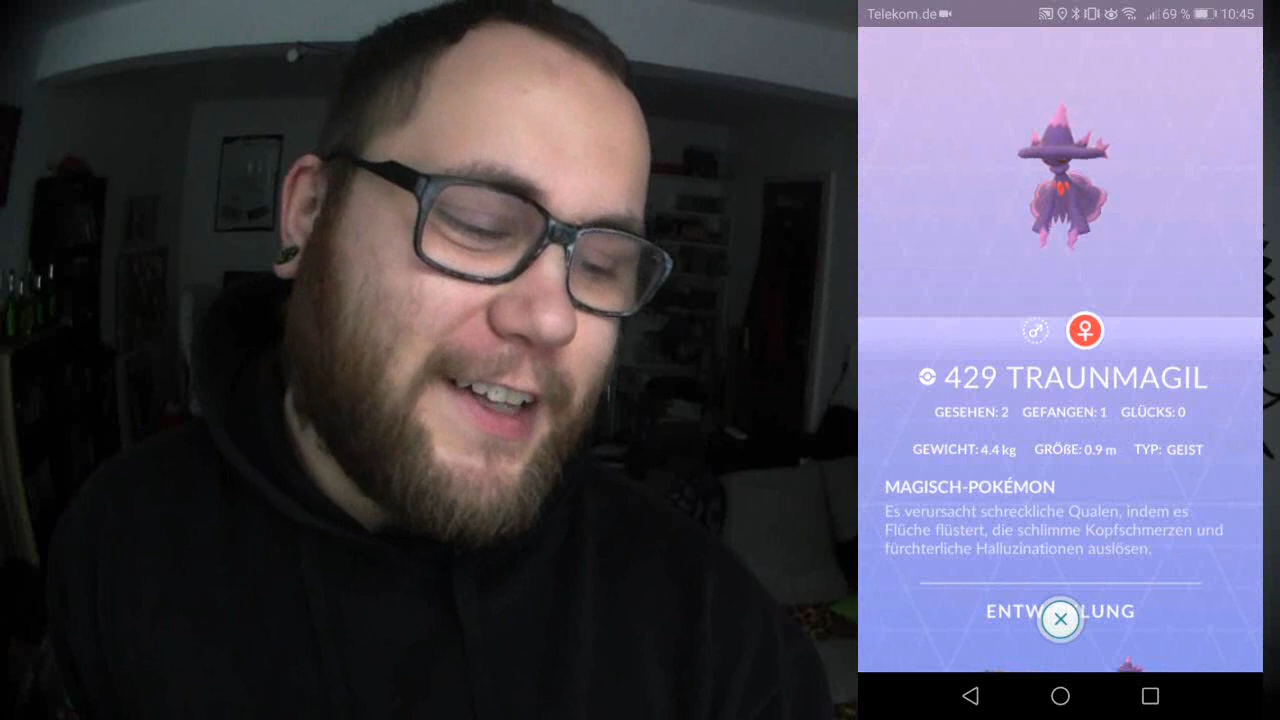 Telekom.de 69 % 10:45
429 TRAUNMAGIL
GESEHEN: 2 GEFANGEN: 1 GLÜCKS: 0
GEWICHT: 4.4 kg GRÖßE: 0.9 m TYP: GEIST
MAGISCH-POKÉMON
Es verursacht schreckliche Qualen, indem es
Flüche flüstert, die schlimme Kopfschmerzen und
fürchterliche Halluzinationen auslösen.
ENTW LUNG